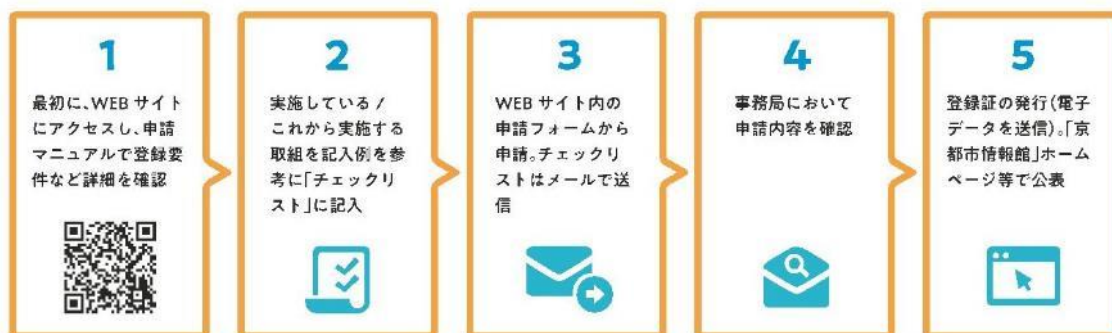 1
最初に、WEB サイト
にアクセスし、申請
マニュアルで登録要
件など詳細を確認
2
実施している /
これから実施する
取組を記入例を参
考に「チェックリ
スト」に記入
3
WEB サイト内の
申請フォームから
申請。チェックリ
ストはメールで送
信
4
事務局において
申請内容を確認
5
登録証の発行(電子
データを送信)。「京
都市情報館」ホーム
ページ等で公表